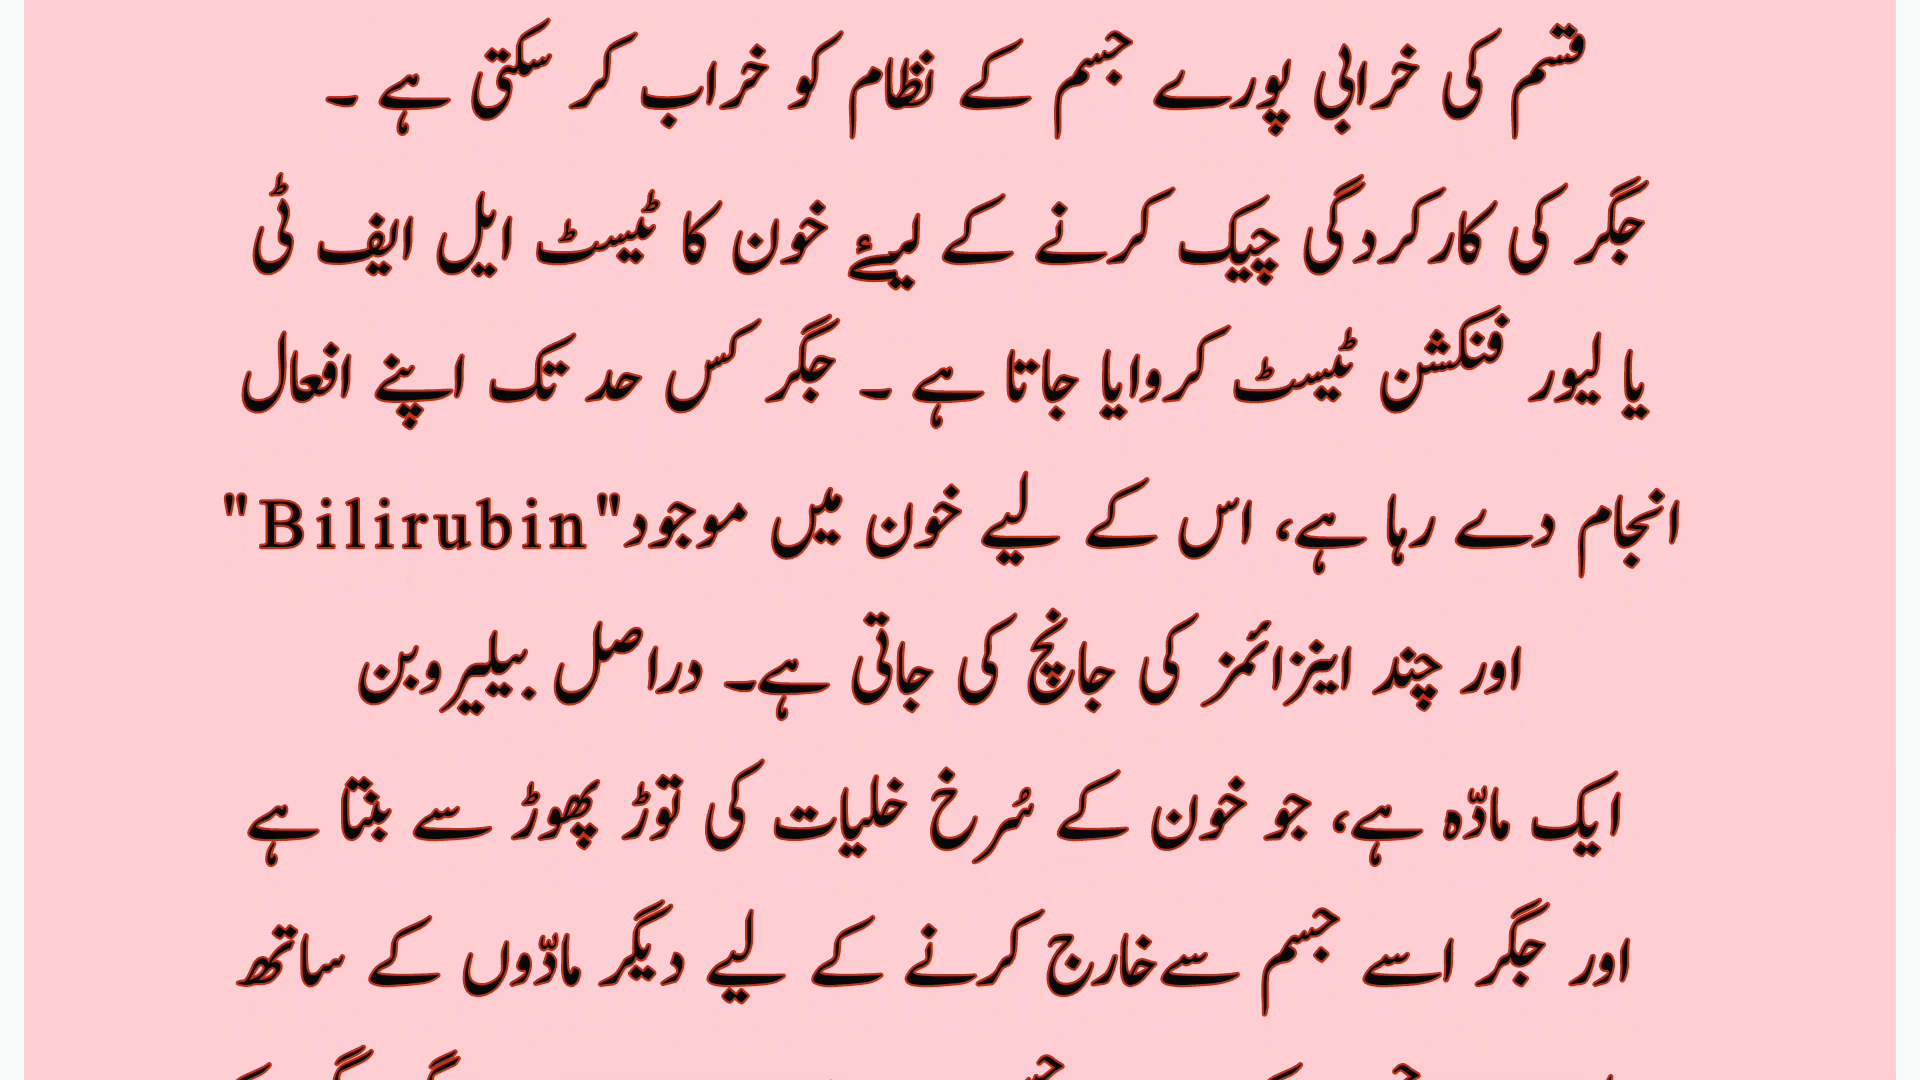 قسم کی خرابی پورے جسم کے نظام کو خراب کر سکتی ہے ۔
جگر کی کارکردگی چیک کرنے کے لیئے خون کا ٹیسٹ ایل ایف ٹی
یا لیور فنکشن ٹیسٹ کروایا جاتا ہے ۔ جگر کس حد تک اپنے افعال
انجام دے رہا ہے، اس کے لیے خون میں موجود"Bilirubin"
اور چند اینزائمز کی جانچ کی جاتی ہے۔ دراصل بیلیروبن
ایک مادّہ ہے، جو خون کے سُرخ خلیات کی توڑ پھوڑ سے بنتا ہے
اور جگر اسے جسم سےخارج کرنے کے لیے دیگر مادّوں کے ساتھ